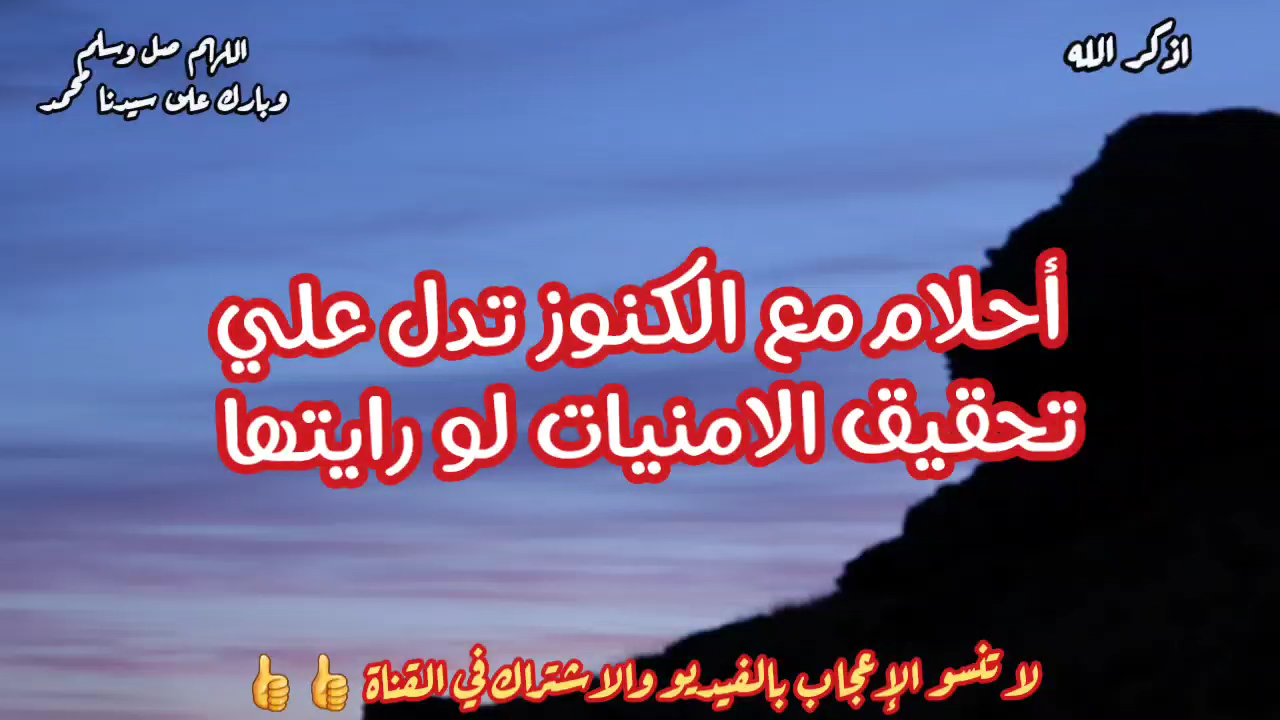 اذكر الله
اللهم صل وسلم
وبارك على سيدنا محمد
أحلام مع الكنوز تدل علي
تحقيق الامنيات لو رايتها
لا تنسو الإعجاب بالفيديو والاشتراك في القناة 👍👍